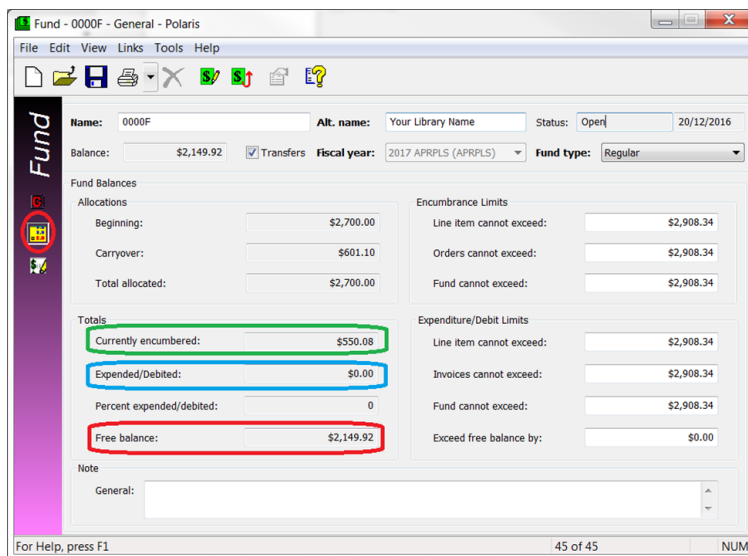 Fund - 0000F - General - Polaris
File Edit View Links Tools Help
Fund
Name: 0000F Alt. name: Your Library Name Status: Open 20/12/2016
Balance: $2,149.92 Transfers Fiscal year: 2017 APRPLS (APRPLS) Fund type: Regular
Fund Balances
Allocations Encumbrance Limits
Beginning: $2,700.00 Line item cannot exceed: $2,908.34
Carryover: $601.10 Orders cannot exceed: $2,908.34
Total allocated: $2,700.00 Fund cannot exceed: $2,908.34
Totals Expenditure/Debit Limits
Currently encumbered: $550.08 Line item cannot exceed: $2,908.34
Expended/Debited: $0.00 Invoices cannot exceed: $2,908.34
Percent expended/debited: 0 Fund cannot exceed: $2,908.34
Free balance: $2,149.92 Exceed free balance by: $0.00
Note
General:
For Help, press F1 45 of 45 NUM